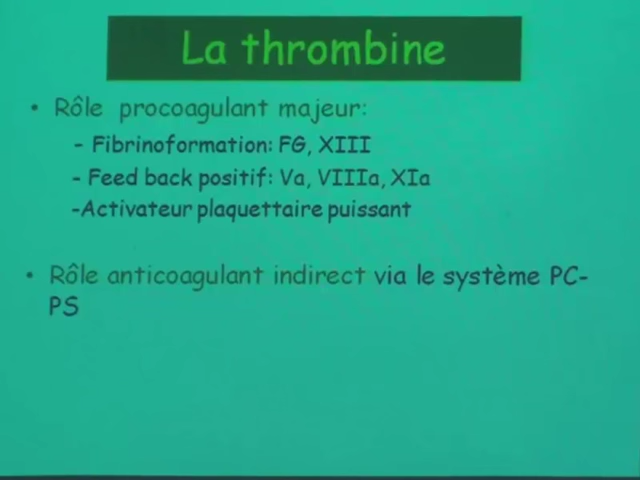 La thrombine
• Rôle procoagulant majeur:
- Fibrinoformation: FG, XIII
- Feed back positif: Va, VIIIa, XIa
-Activateur plaquettaire puissant
• Rôle anticoagulant indirect via le système PC-
PS